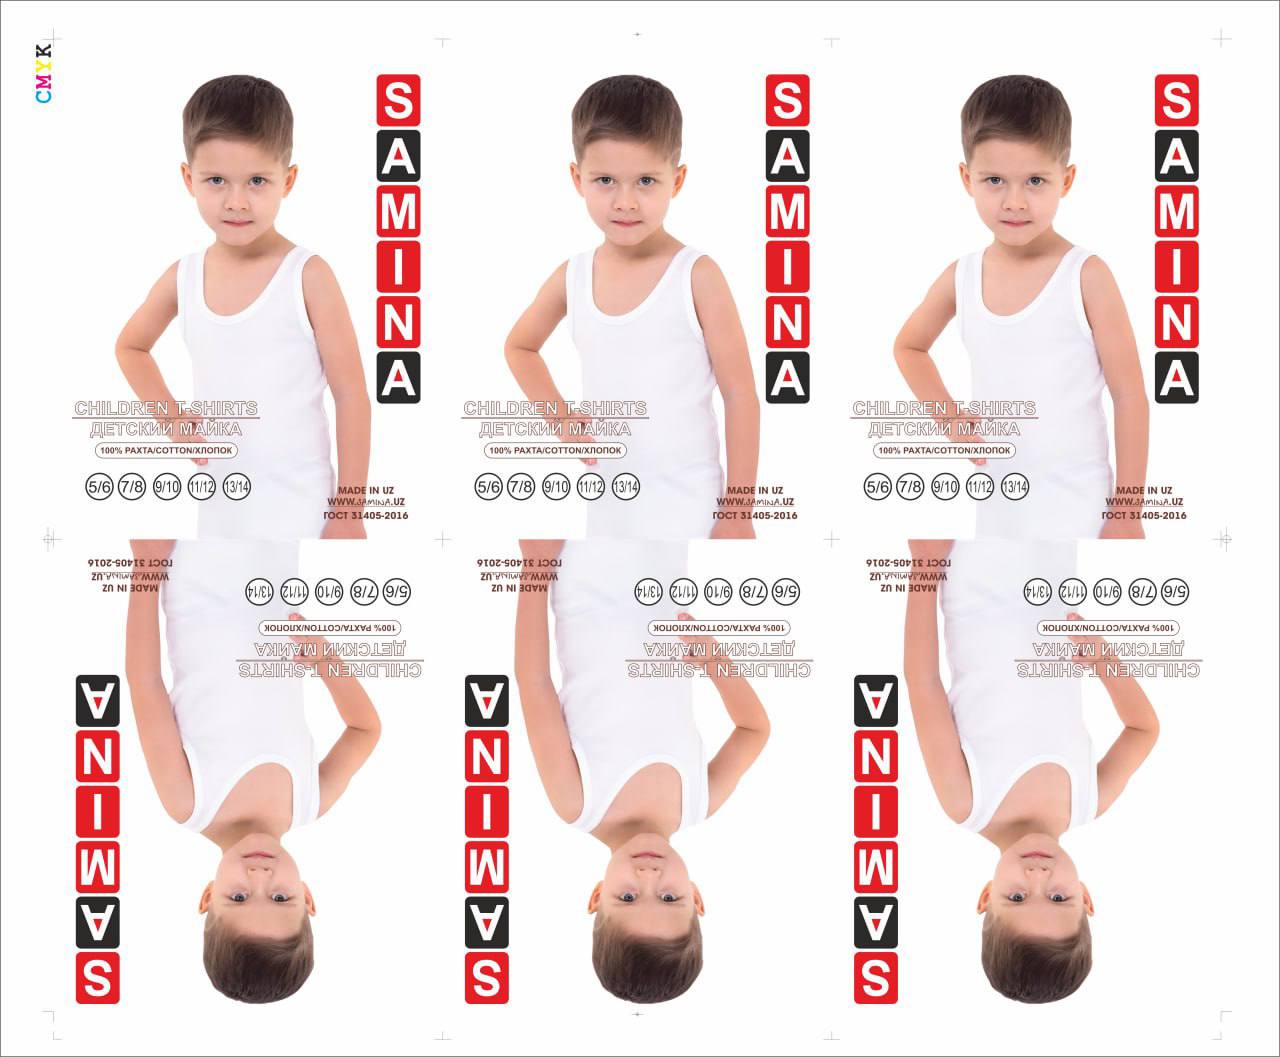 CMYK
SAMINA
CHILDREN T-SHIRTS
ДЕТСКИЙ МАЙКА
100% PAXTA/COTTON/ХЛОПОК
5/6 7/8 9/10 11/12 13/14
MADE IN UZ
WWW.SAMINA.UZ
ГОСТ 31405-2016
SAMINA
CHILDREN T-SHIRTS
ДЕТСКИЙ МАЙКА
100% PAXTA/COTTON/ХЛОПОК
5/6 7/8 9/10 11/12 13/14
MADE IN UZ
WWW.SAMINA.UZ
ГОСТ 31405-2016
SAMINA
CHILDREN T-SHIRTS
ДЕТСКИЙ МАЙКА
100% PAXTA/COTTON/ХЛОПОК
5/6 7/8 9/10 11/12 13/14
MADE IN UZ
WWW.SAMINA.UZ
ГОСТ 31405-2016
SAMINA
CHILDREN T-SHIRTS
ДЕТСКИЙ МАЙКА
100% PAXTA/COTTON/ХЛОПОК
5/6 7/8 9/10 11/12 13/14
MADE IN UZ
WWW.SAMINA.UZ
ГОСТ 31405-2016
SAMINA
CHILDREN T-SHIRTS
ДЕТСКИЙ МАЙКА
100% PAXTA/COTTON/ХЛОПОК
5/6 7/8 9/10 11/12 13/14
MADE IN UZ
WWW.SAMINA.UZ
ГОСТ 31405-2016
SAMINA
CHILDREN T-SHIRTS
ДЕТСКИЙ МАЙКА
100% PAXTA/COTTON/ХЛОПОК
5/6 7/8 9/10 11/12 13/14
MADE IN UZ
WWW.SAMINA.UZ
ГОСТ 31405-2016